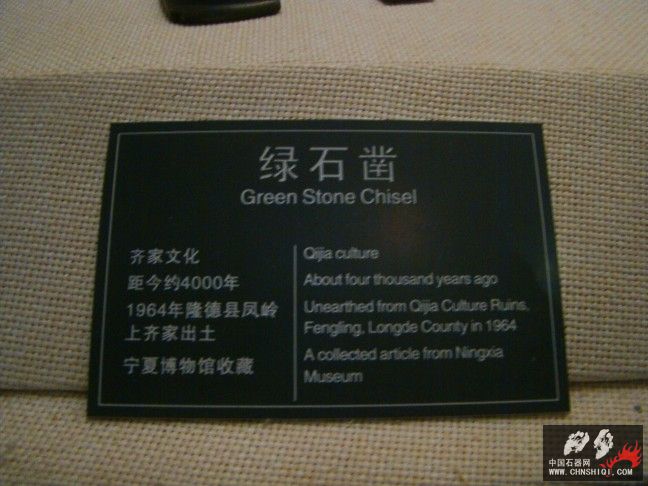 绿石凿
Green Stone Chisel
齐家文化
距今约4000年
1964年隆德县凤岭
上齐家出土
宁夏博物馆收藏
Qijia culture
About four thousand years ago
Unearthed from Qijia Culture Ruins,
Fengling, Longde County in 1964
A collected article from Ningxia
Museum
中国石器网
WWW.CHNSHIQI.COM